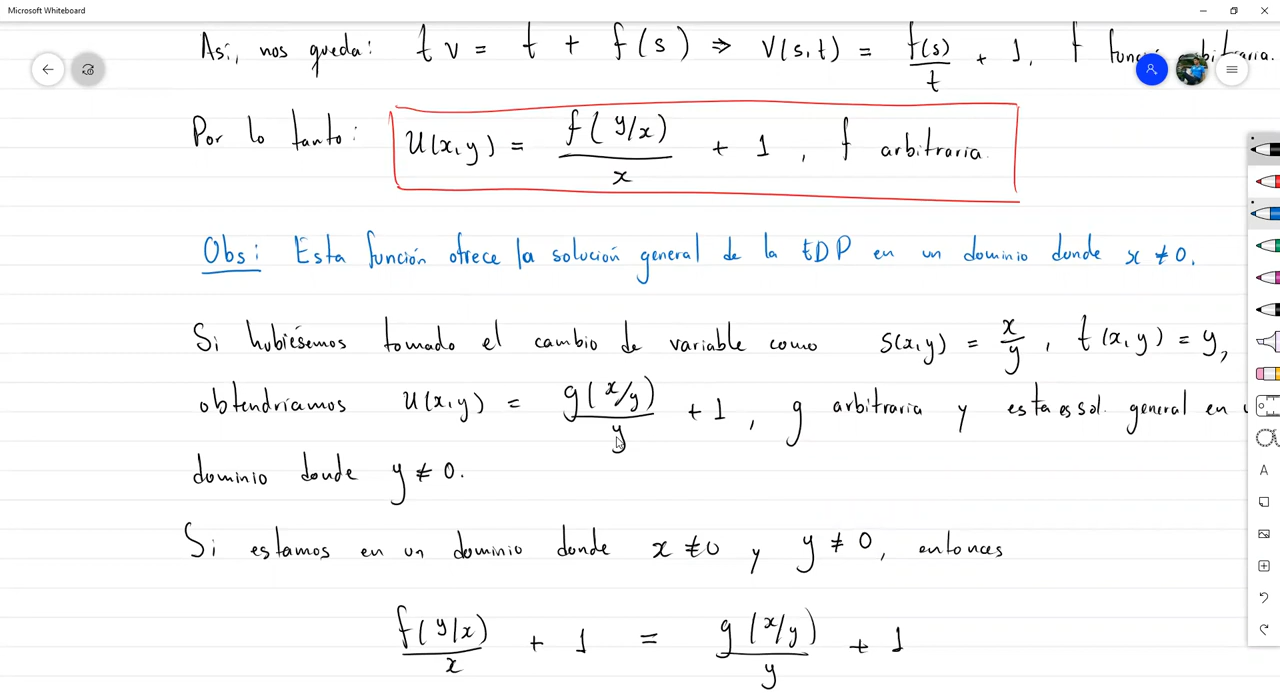 Microsoft Whiteboard
Así, nos queda: t v = t + f(s) ⇒ v(s,t) = f(s)/t + 1, f función arbitraria.
Por lo tanto: u(x,y) = f(y/x)/x + 1, f arbitraria.
Obs: Esta función ofrece la solución general de la EDP en un dominio donde x ≠ 0.
Si hubiésemos tomado el cambio de variable como s(x,y) = x/y, t(x,y) = y,
obtendríamos u(x,y) = g(x/y)/y + 1, g arbitraria y esta es sol. general en
dominio donde y ≠ 0.
Si estamos en un dominio donde x ≠ 0 y y ≠ 0, entonces
f(y/x)/x + 1 = g(x/y)/y + 1